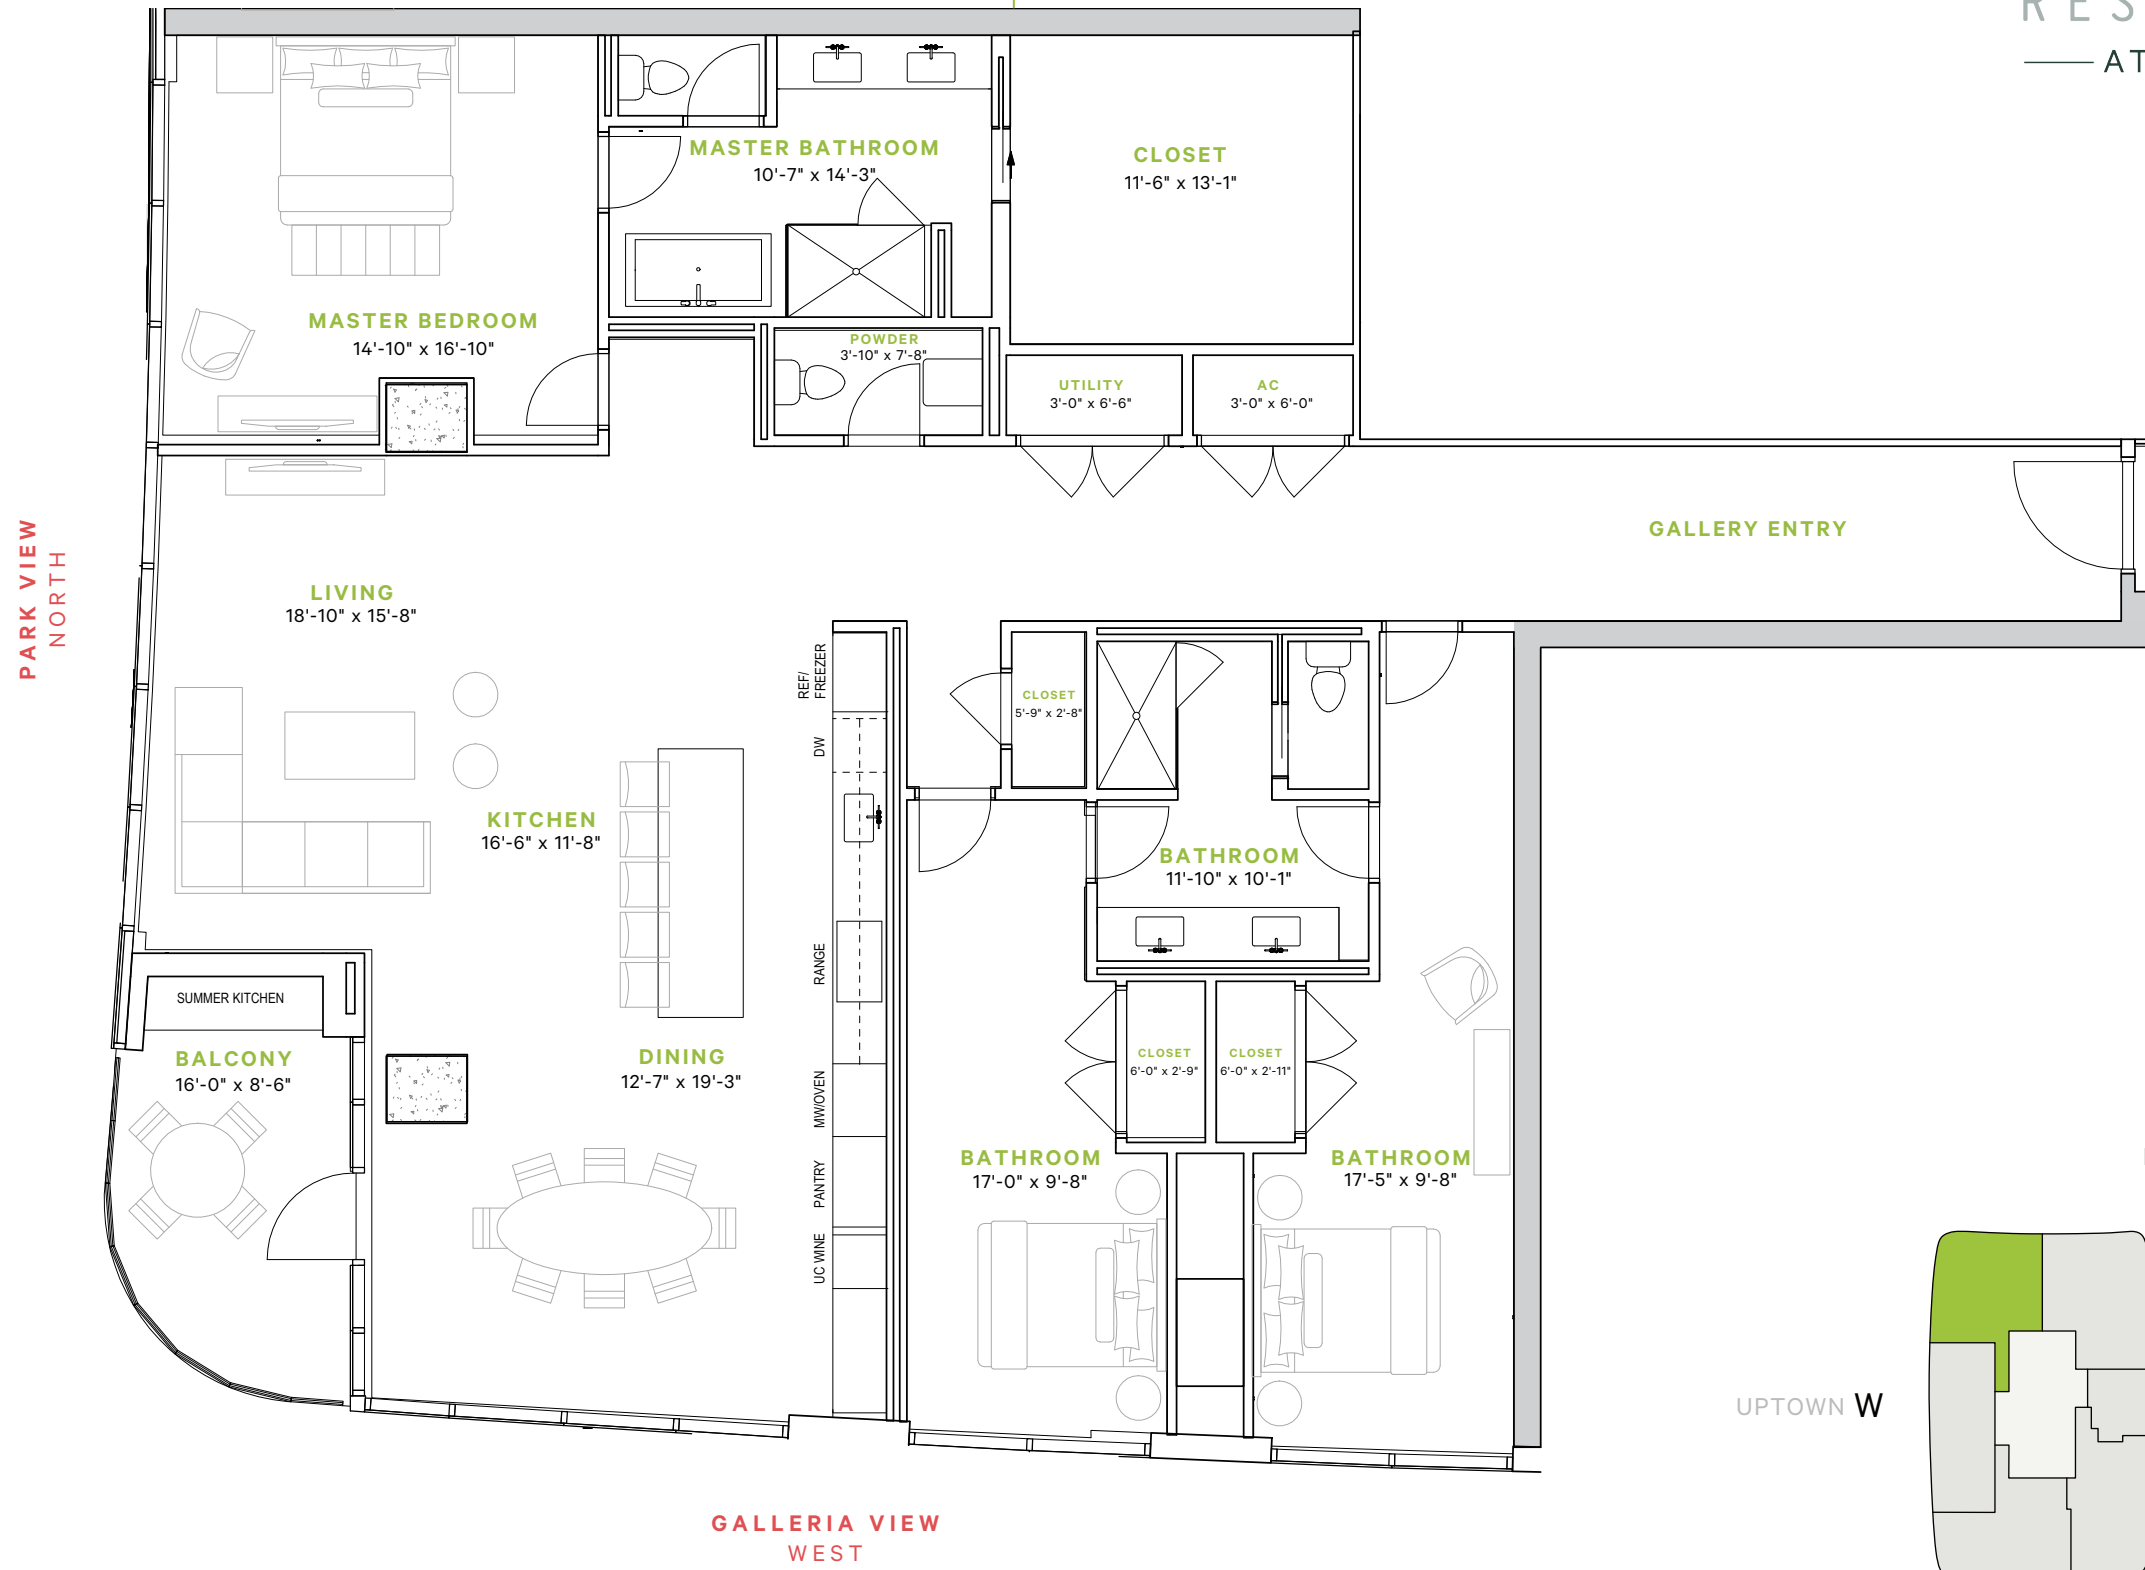 RES
AT
MASTER BATHROOM
10'-7" x 14'-3"
CLOSET
11'-6" x 13'-1"
MASTER BEDROOM
14'-10" x 16'-10"
POWDER
3'-10" x 7'-8"
UTILITY
3'-0" x 6'-6"
AC
3'-0" x 6'-0"
GALLERY ENTRY
PARK VIEW
NORTH
LIVING
18'-10" x 15'-8"
REF/
FREEZER
CLOSET
5'-9" x 2'-8"
DW
KITCHEN
16'-6" x 11'-8"
BATHROOM
11'-10" x 10'-1"
RANGE
SUMMER KITCHEN
BALCONY
16'-0" x 8'-6"
DINING
12'-7" x 19'-3"
MW/OVEN
CLOSET
6'-0" x 2'-9"
CLOSET
6'-0" x 2'-11"
PANTRY
BATHROOM
17'-0" x 9'-8"
BATHROOM
17'-5" x 9'-8"
UC WINE
UPTOWN W
GALLERIA VIEW
WEST